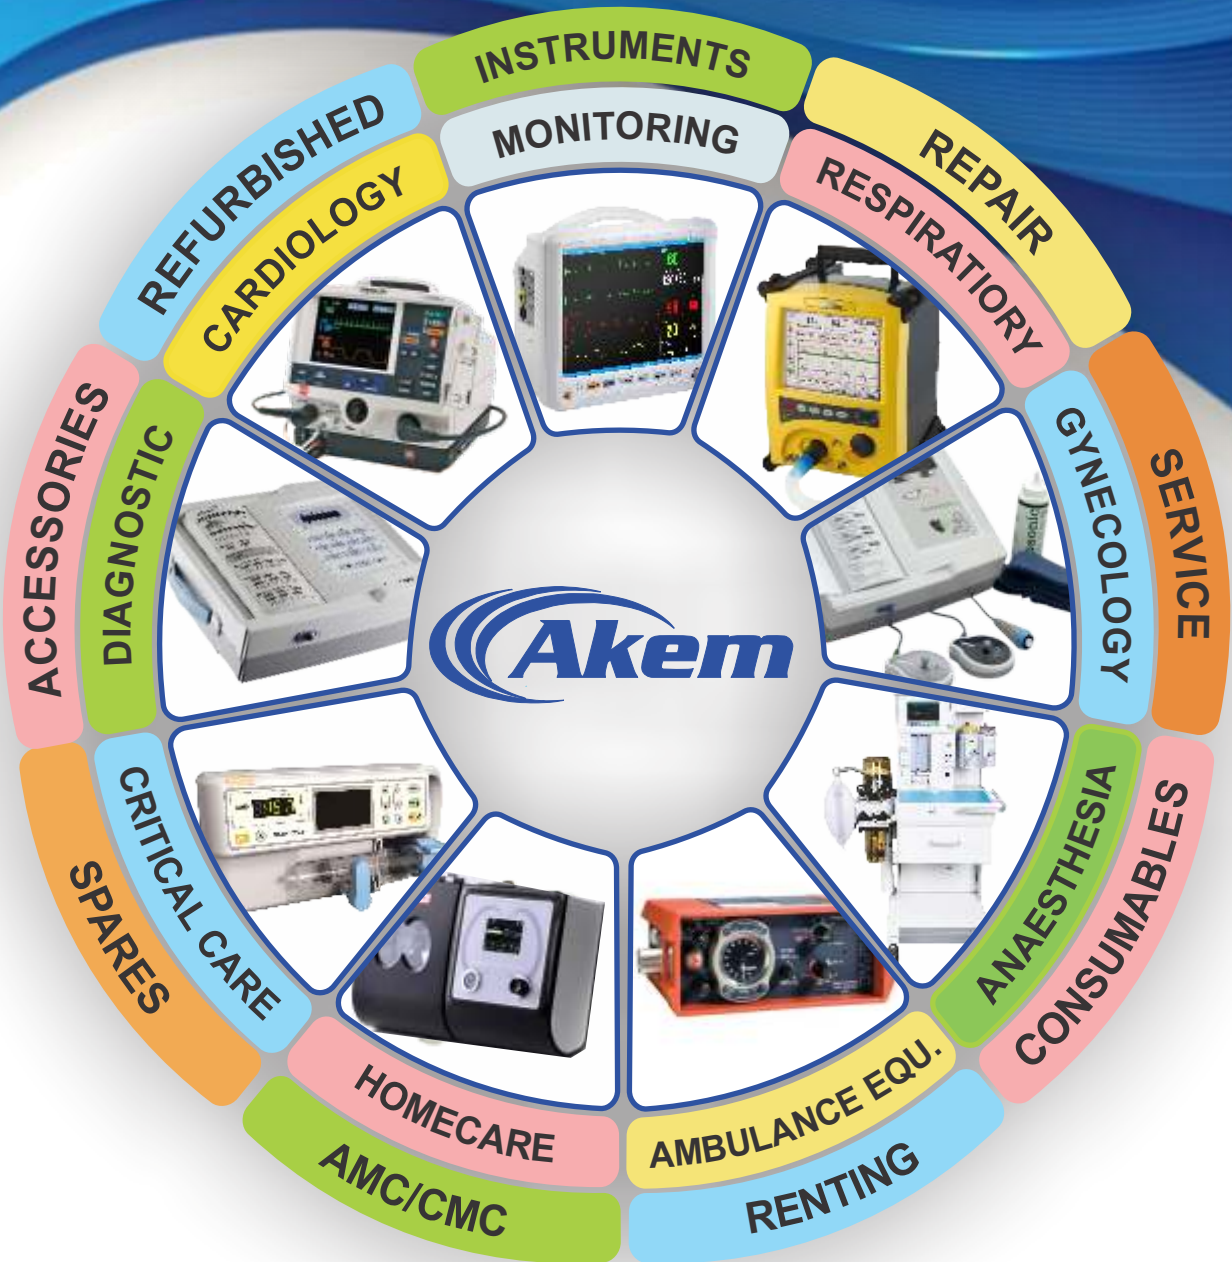 INSTRUMENTS
REPAIR
SERVICE
CONSUMABLES
RENTING
AMC/CMC
SPARES
ACCESSORIES
REFURBISHED
MONITORING
RESPIRATIORY
GYNECOLOGY
ANAESTHESIA
AMBULANCE EQU.
HOMECARE
CRITICAL CARE
DIAGNOSTIC
CARDIOLOGY
Akem